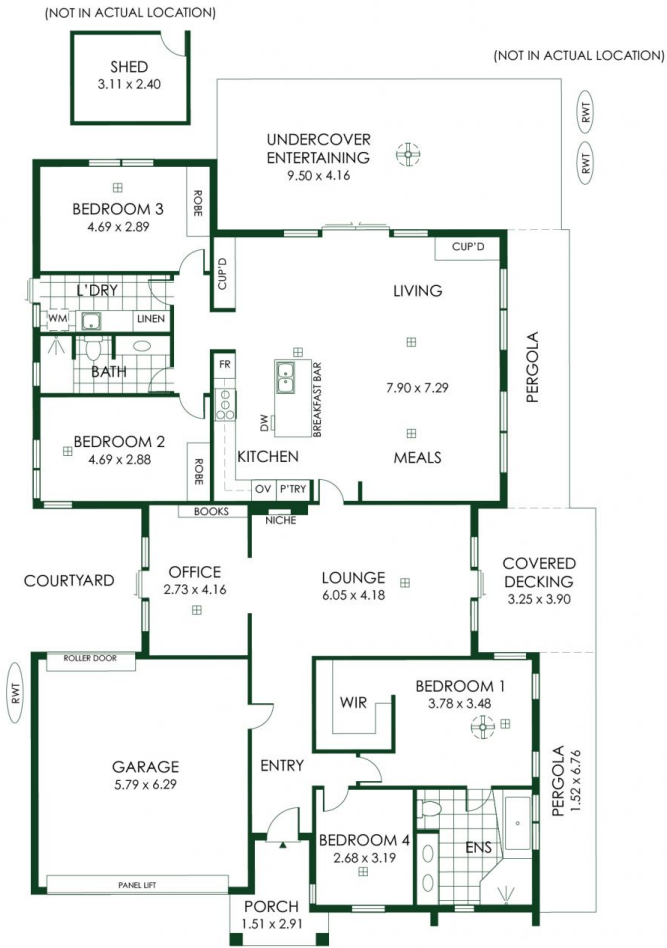 (NOT IN ACTUAL LOCATION)
SHED
3.11 x 2.40
(NOT IN ACTUAL LOCATION)
RWT
RWT
UNDERCOVER
ENTERTAINING
9.50 x 4.16
BEDROOM 3
4.69 x 2.89
ROBE
CUP'D
CUP'D
L'DRY
WM
LINEN
LIVING
BATH
FR
7.90 x 7.29
PERGOLA
BREAKFAST BAR
DW
BEDROOM 2
4.69 x 2.88
ROBE
KITCHEN
MEALS
OV
P'TRY
BOOKS
NICHE
COURTYARD
OFFICE
2.73 x 4.16
LOUNGE
6.05 x 4.18
COVERED
DECKING
3.25 x 3.90
ROLLER DOOR
RWT
WIR
BEDROOM 1
3.78 x 3.48
GARAGE
5.79 x 6.29
ENTRY
PERGOLA
1.52 x 6.76
BEDROOM 4
2.68 x 3.19
ENS
PANEL LIFT
PORCH
1.51 x 2.91